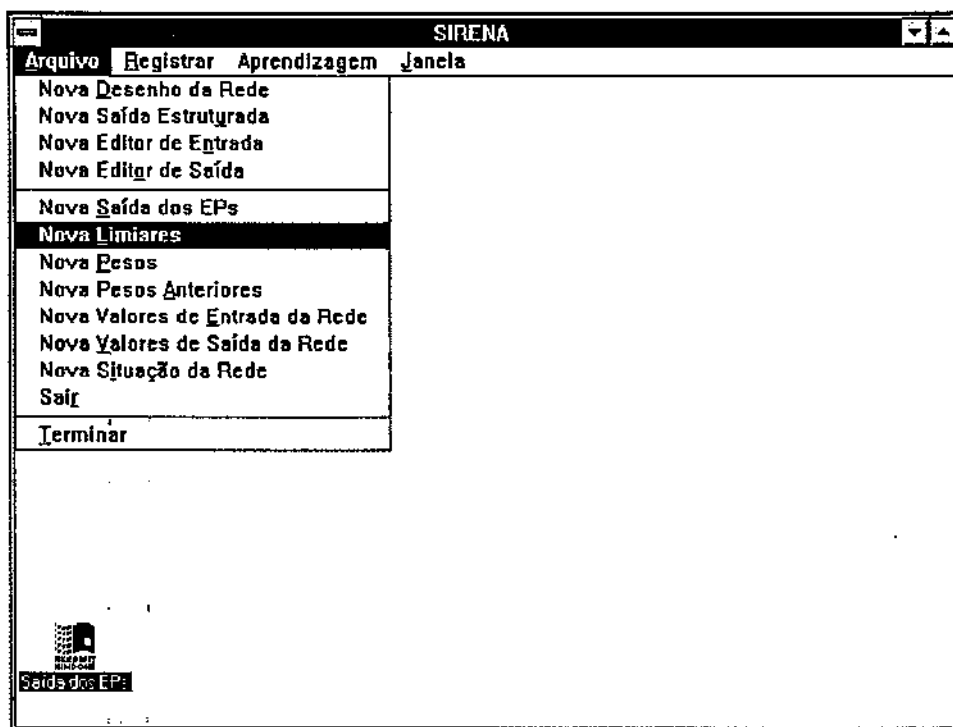 SIRENA
Arquivo Registrar Aprendizagem Janela
Nova Desenho da Rede
Nova Saída Estruturada
Nova Editor de Entrada
Nova Editor de Saída
Nova Saída dos EPs
Nova Limiares
Nova Pesos
Nova Pesos Anteriores
Nova Valores de Entrada da Rede
Nova Valores de Saída da Rede
Nova Situação da Rede
Sair
Terminar
Saída dos EPs